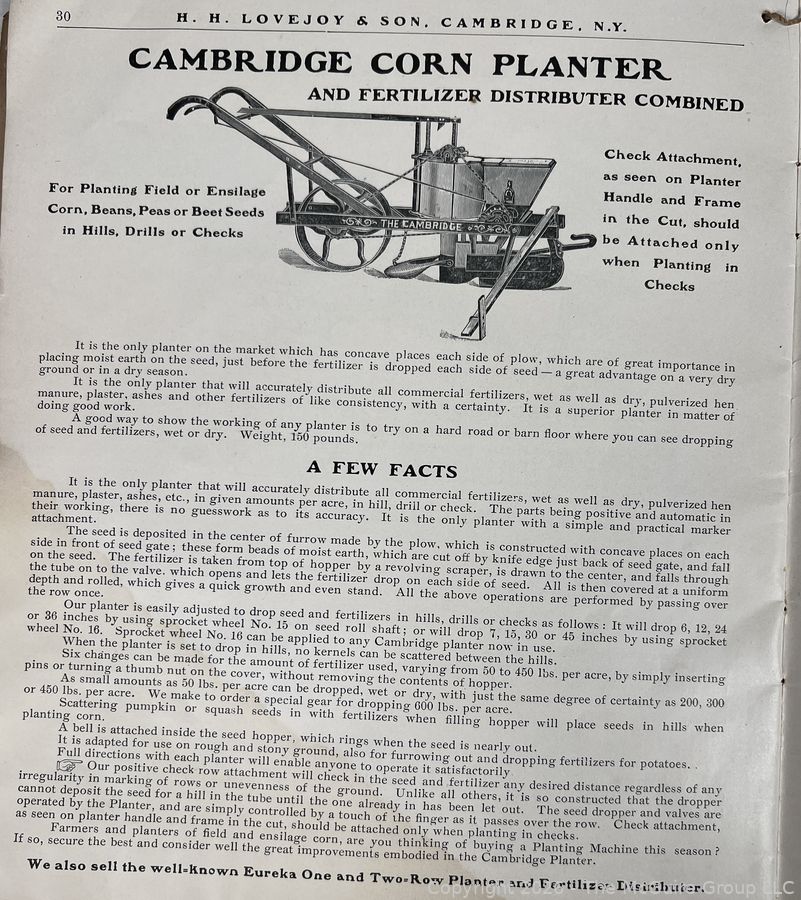 30
H. H. LOVEJOY & SON, CAMBRIDGE, N.Y.
CAMBRIDGE CORN PLANTER
AND FERTILIZER DISTRIBUTER COMBINED
For Planting Field or Ensilage
Corn, Beans, Peas or Beet Seeds
in Hills, Drills or Checks
THE CAMBRIDGE
Check Attachment,
as seen on Planter
Handle and Frame
in the Cut, should
be Attached only
when Planting in
Checks
It is the only planter on the market which has concave places each side of plow, which are of great importance in
placing moist earth on the seed, just before the fertilizer is dropped each side of seed — a great advantage on a very dry
ground or in a dry season.
It is the only planter that will accurately distribute all commercial fertilizers, wet as well as dry, pulverized hen
manure, plaster, ashes and other fertilizers of like consistency, with a certainty. It is a superior planter in matter of
doing good work.
A good way to show the working of any planter is to try on a hard road or barn floor where you can see dropping
of seed and fertilizers, wet or dry. Weight, 150 pounds.
A FEW FACTS
It is the only planter that will accurately distribute all commercial fertilizers, wet as well as dry, pulverized hen
manure, plaster, ashes, etc., in given amounts per acre, in hill, drill or check. The parts being positive and automatic in
their working, there is no guesswork as to its accuracy. It is the only planter with a simple and practical marker
attachment.
The seed is deposited in the center of furrow made by the plow, which is constructed with concave places on each
side in front of seed gate; these form beads of moist earth, which are cut off by knife edge just back of seed gate, and fall
on the seed. The fertilizer is taken from top of hopper by a revolving scraper, is drawn to the center, and falls through
the tube on to the valve. which opens and lets the fertilizer drop on each side of seed. All is then covered at a uniform
depth and rolled, which gives a quick growth and even stand. All the above operations are performed by passing over
the row once.
Our planter is easily adjusted to drop seed and fertilizers in hills, drills or checks as follows: It will drop 6, 12, 24
or 36 inches by using sprocket wheel No. 15 on seed roll shaft; or will drop 7, 15, 30 or 45 inches by using sprocket
wheel No. 16. Sprocket wheel No. 16 can be applied to any Cambridge planter now in use.
When the planter is set to drop in hills, no kernels can be scattered between the hills.
Six changes can be made for the amount of fertilizer used, varying from 50 to 450 lbs. per acre, by simply inserting
pins or turning a thumb nut on the cover, without removing the contents of hopper.
As small amounts as 50 lbs. per acre can be dropped, wet or dry, with just the same degree of certainty as 200, 300
or 450 lbs. per acre. We make to order a special gear for dropping 600 lbs. per acre.
Scattering pumpkin or squash seeds in with fertilizers when filling hopper will place seeds in hills when
planting corn.
A bell is attached inside the seed hopper, which rings when the seed is nearly out.
It is adapted for use on rough and stony ground, also for furrowing out and dropping fertilizers for potatoes.
Full directions with each planter will enable anyone to operate it satisfactorily
☞ Our positive check row attachment will check in the seed and fertilizer any desired distance regardless of any
irregularity in marking of rows or unevenness of the ground. Unlike all others, it is so constructed that the dropper
cannot deposit the seed for a hill in the tube until the one already in has been let out. The seed dropper and valves are
operated by the Planter, and are simply controlled by a touch of the finger as it passes over the row. Check attachment,
as seen on planter handle and frame in the cut, should be attached only when planting in checks.
Farmers and planters of field and ensilage corn, are you thinking of buying a Planting Machine this season?
If so, secure the best and consider well the great improvements embodied in the Cambridge Planter.
We also sell the well=known Eureka One and Two=Row Planter and Fertilizer Distributer.